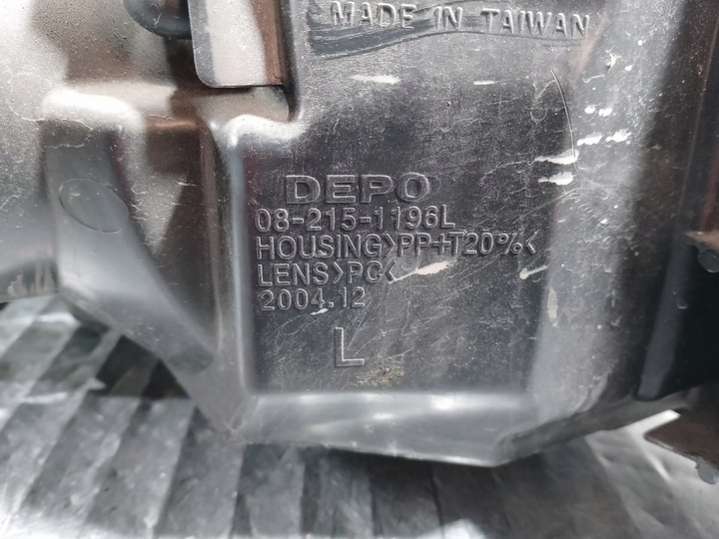 MADE IN TAIWAN
DEPO
08-215-1196L
HOUSING>PP+T20%<
LENS>PC<
2004.12
L